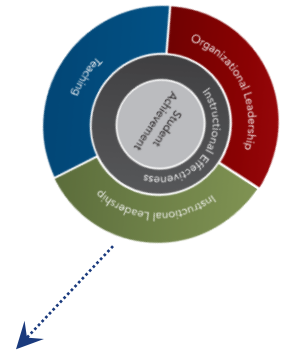 Teaching
Organizational Leadership
Instructional Effectiveness
Student
Achievement
Instructional Leadership